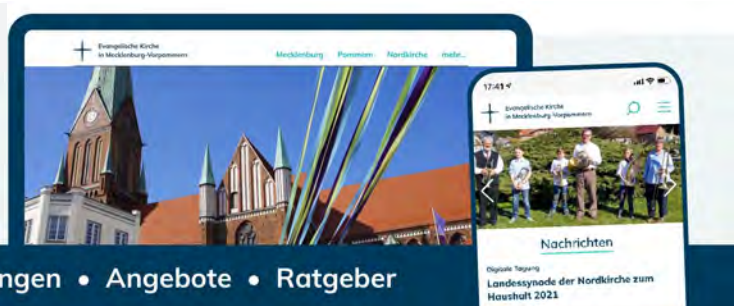 Evangelische Kirche
in Mecklenburg-Vorpommern
Mecklenburg Pommern Nordkirche mehr...
17:41
Evangelische Kirche
in Mecklenburg-Vorpommern
Nachrichten
Digitale Tagung
Landessynode der Nordkirche zum
Haushalt 2021
ngen • Angebote • Ratgeber